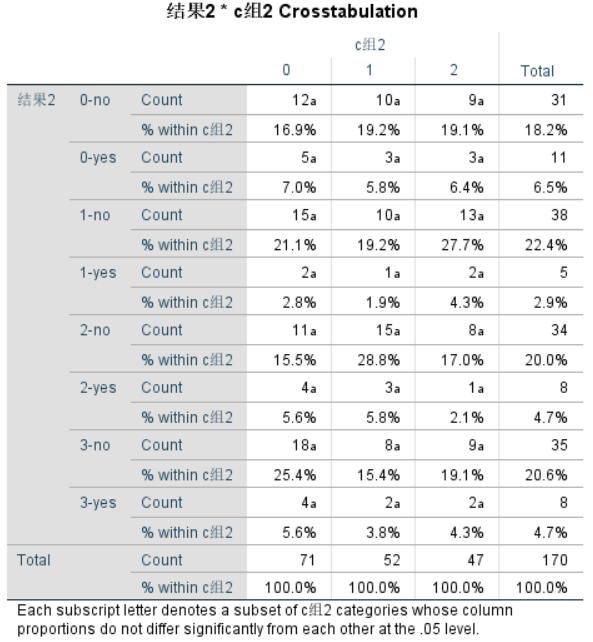 结果2 * c组2 Crosstabulation
c组2
0 1 2 Total
结果2 0-no Count 12a 10a 9a 31
% within c组2 16.9% 19.2% 19.1% 18.2%
0-yes Count 5a 3a 3a 11
% within c组2 7.0% 5.8% 6.4% 6.5%
1-no Count 15a 10a 13a 38
% within c组2 21.1% 19.2% 27.7% 22.4%
1-yes Count 2a 1a 2a 5
% within c组2 2.8% 1.9% 4.3% 2.9%
2-no Count 11a 15a 8a 34
% within c组2 15.5% 28.8% 17.0% 20.0%
2-yes Count 4a 3a 1a 8
% within c组2 5.6% 5.8% 2.1% 4.7%
3-no Count 18a 8a 9a 35
% within c组2 25.4% 15.4% 19.1% 20.6%
3-yes Count 4a 2a 2a 8
% within c组2 5.6% 3.8% 4.3% 4.7%
Total Count 71 52 47 170
% within c组2 100.0% 100.0% 100.0% 100.0%
Each subscript letter denotes a subset of c组2 categories whose column
proportions do not differ significantly from each other at the .05 level.